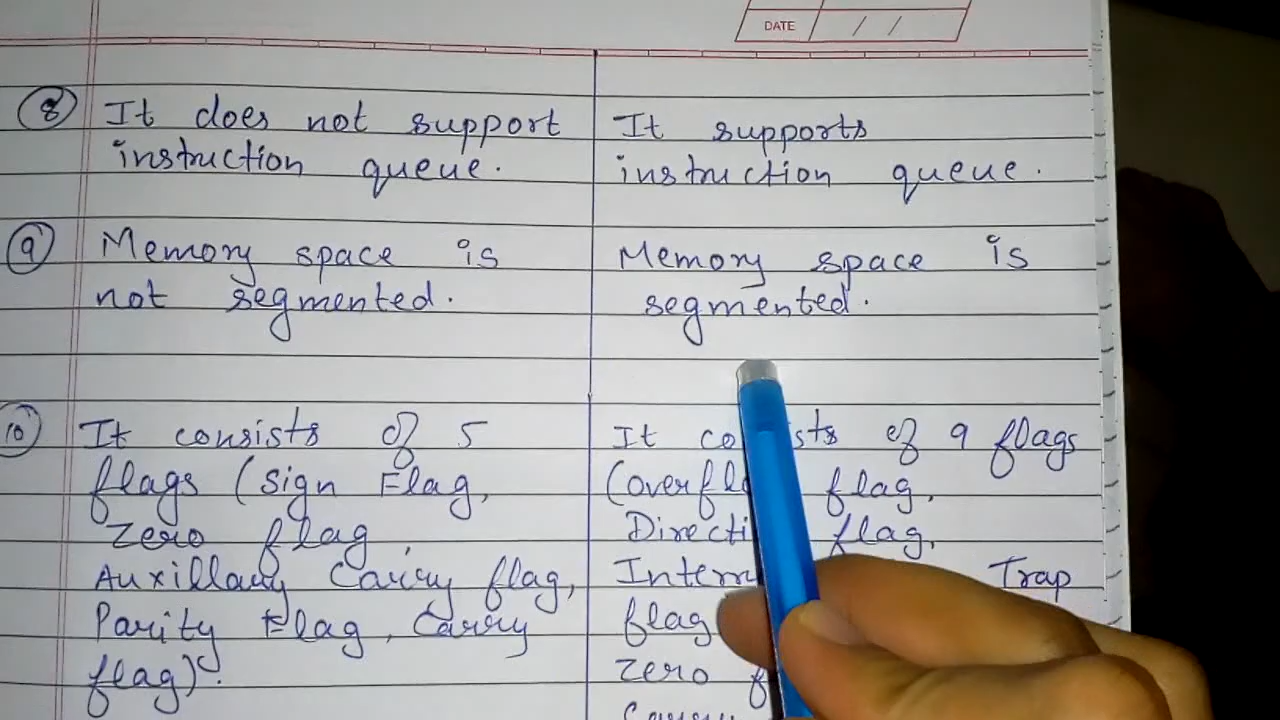 DATE / /
8 It does not support
instruction queue.
It supports
instruction queue.
9 Memory space is
not segmented.
Memory space is
segmented.
10 It consists of 5
flags (Sign Flag,
Zero flag,
Auxillary Carry flag,
Parity Flag, Carry
flag).
It of 9 flags
flag,
flag,
Trap
flag
Zero